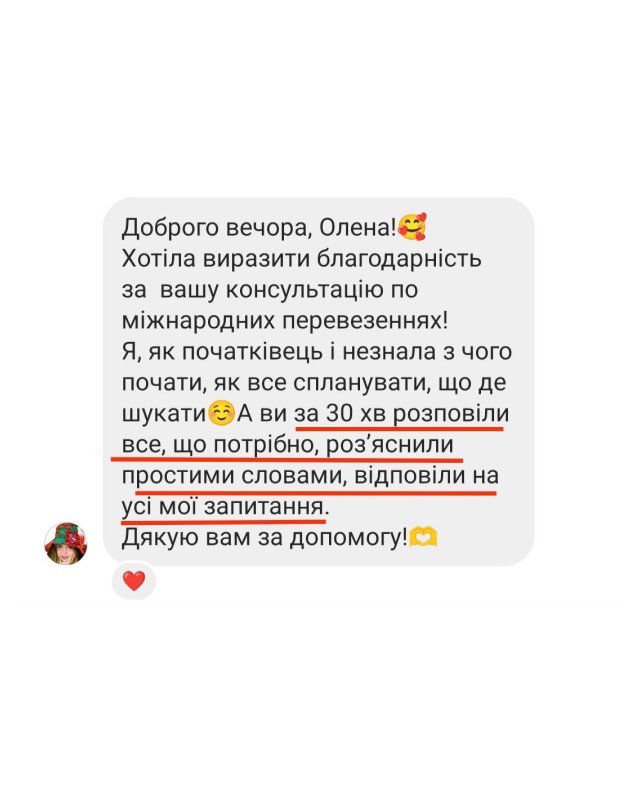 Доброго вечора, Олена!🥰
Хотіла виразити благодарність
за  вашу консультацію по
міжнародних перевезеннях!
Я, як початківець і незнала з чого
почати, як все спланувати, що де
шукати☺️А ви за 30 хв розповіли
все, що потрібно, роз’яснили
простими словами, відповіли на
усі мої запитання.
Дякую вам за допомогу!🫶
❤️